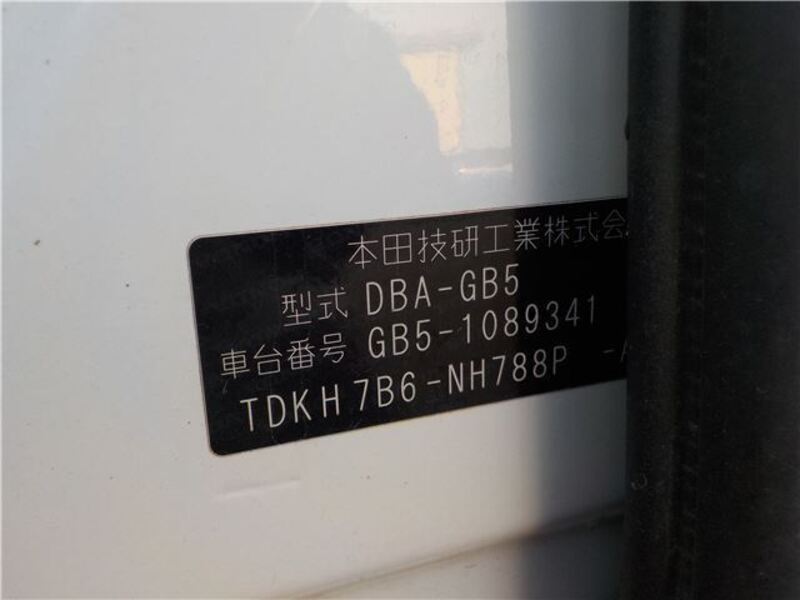 本田技研工業株式会
型式 DBA-GB5
車台番号 GB5-1089341
TDKH7B6-NH788P -A